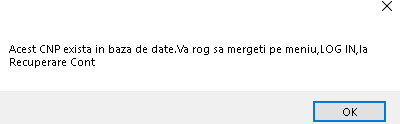 Acest CNP exista in baza de date.Va rog sa mergeti pe meniu,LOG IN,la
Recuperare Cont
OK